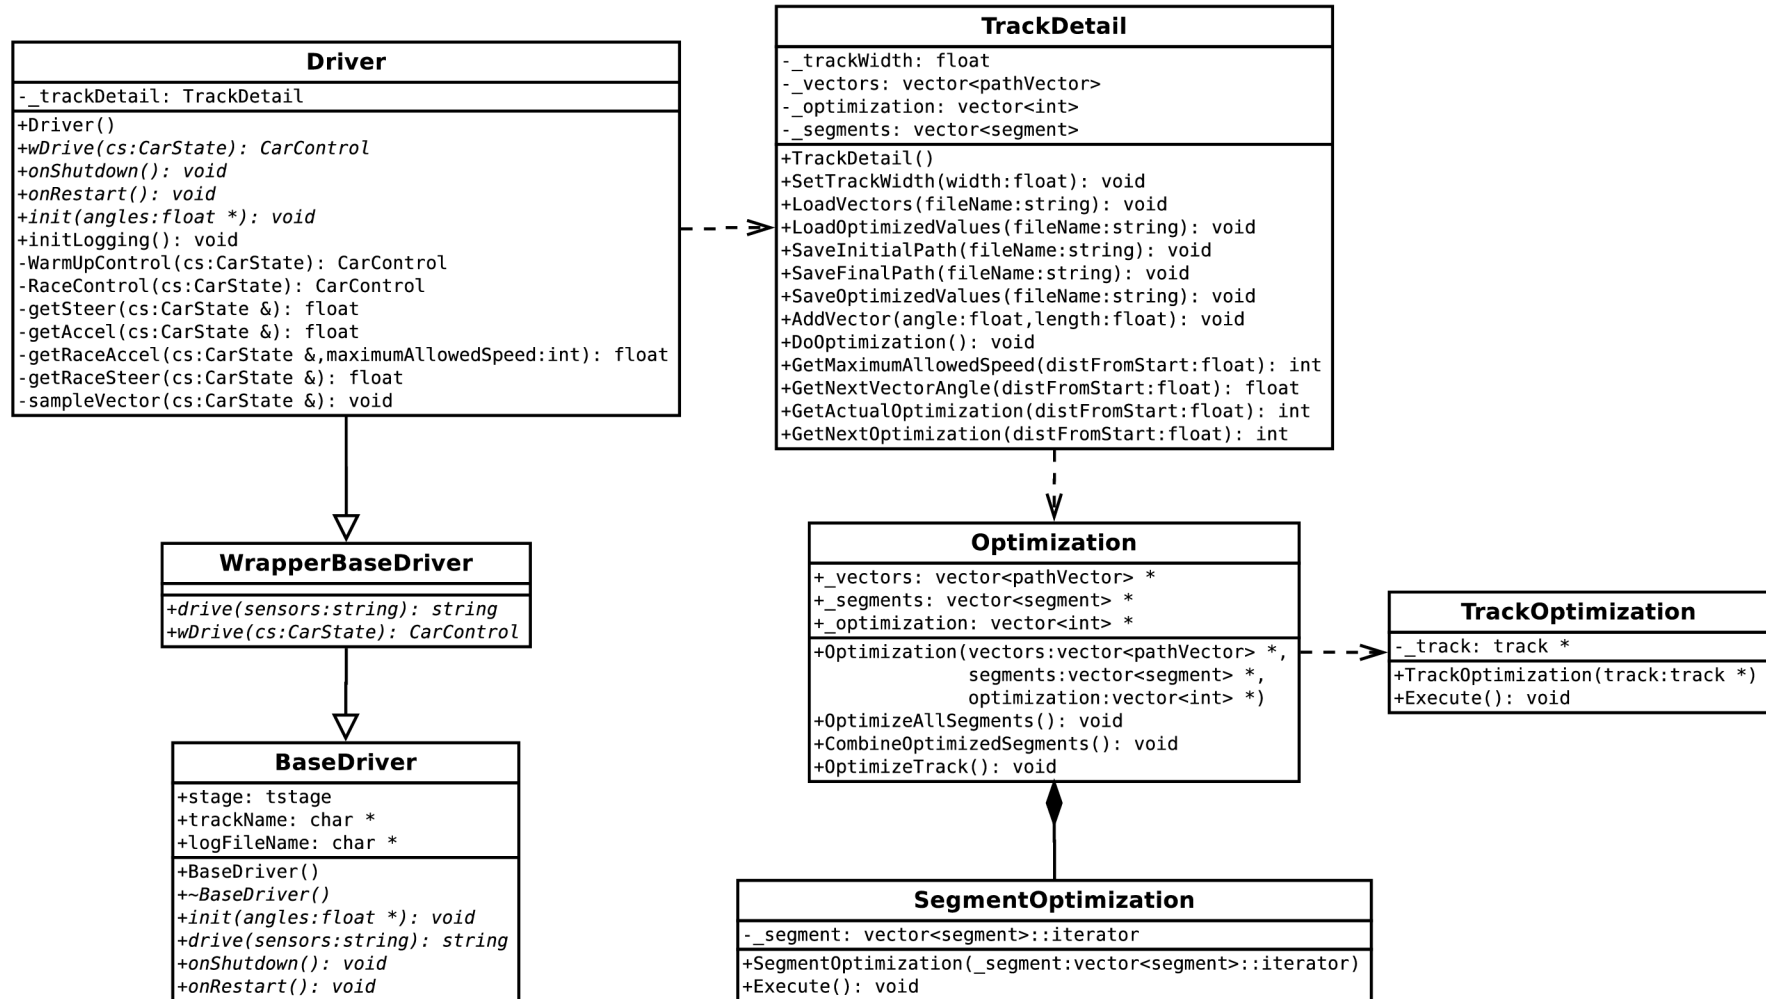 Driver
-_trackDetail: TrackDetail
+Driver()
+wDrive(cs:CarState): CarControl
+onShutdown(): void
+onRestart(): void
+init(angles:float *): void
+initLogging(): void
-WarmUpControl(cs:CarState): CarControl
-RaceControl(cs:CarState): CarControl
-getSteer(cs:CarState &): float
-getAccel(cs:CarState &): float
-getRaceAccel(cs:CarState &,maximumAllowedSpeed:int): float
-getRaceSteer(cs:CarState &): float
-sampleVector(cs:CarState &): void
TrackDetail
-_trackWidth: float
-_vectors: vector<pathVector>
-_optimization: vector<int>
-_segments: vector<segment>
+TrackDetail()
+SetTrackWidth(width:float): void
+LoadVectors(fileName:string): void
+LoadOptimizedValues(fileName:string): void
+SaveInitialPath(fileName:string): void
+SaveFinalPath(fileName:string): void
+SaveOptimizedValues(fileName:string): void
+AddVector(angle:float,length:float): void
+DoOptimization(): void
+GetMaximumAllowedSpeed(distFromStart:float): int
+GetNextVectorAngle(distFromStart:float): float
+GetActualOptimization(distFromStart:float): int
+GetNextOptimization(distFromStart:float): int
WrapperBaseDriver
+drive(sensors:string): string
+wDrive(cs:CarState): CarControl
BaseDriver
+stage: tstage
+trackName: char *
+logFileName: char *
+BaseDriver()
+~BaseDriver()
+init(angles:float *): void
+drive(sensors:string): string
+onShutdown(): void
+onRestart(): void
Optimization
+_vectors: vector<pathVector> *
+_segments: vector<segment> *
+_optimization: vector<int> *
+Optimization(vectors:vector<pathVector> *,
segments:vector<segment> *,
optimization:vector<int> *)
+OptimizeAllSegments(): void
+CombineOptimizedSegments(): void
+OptimizeTrack(): void
TrackOptimization
-_track: track *
+TrackOptimization(track:track *)
+Execute(): void
SegmentOptimization
-_segment: vector<segment>::iterator
+SegmentOptimization(_segment:vector<segment>::iterator)
+Execute(): void